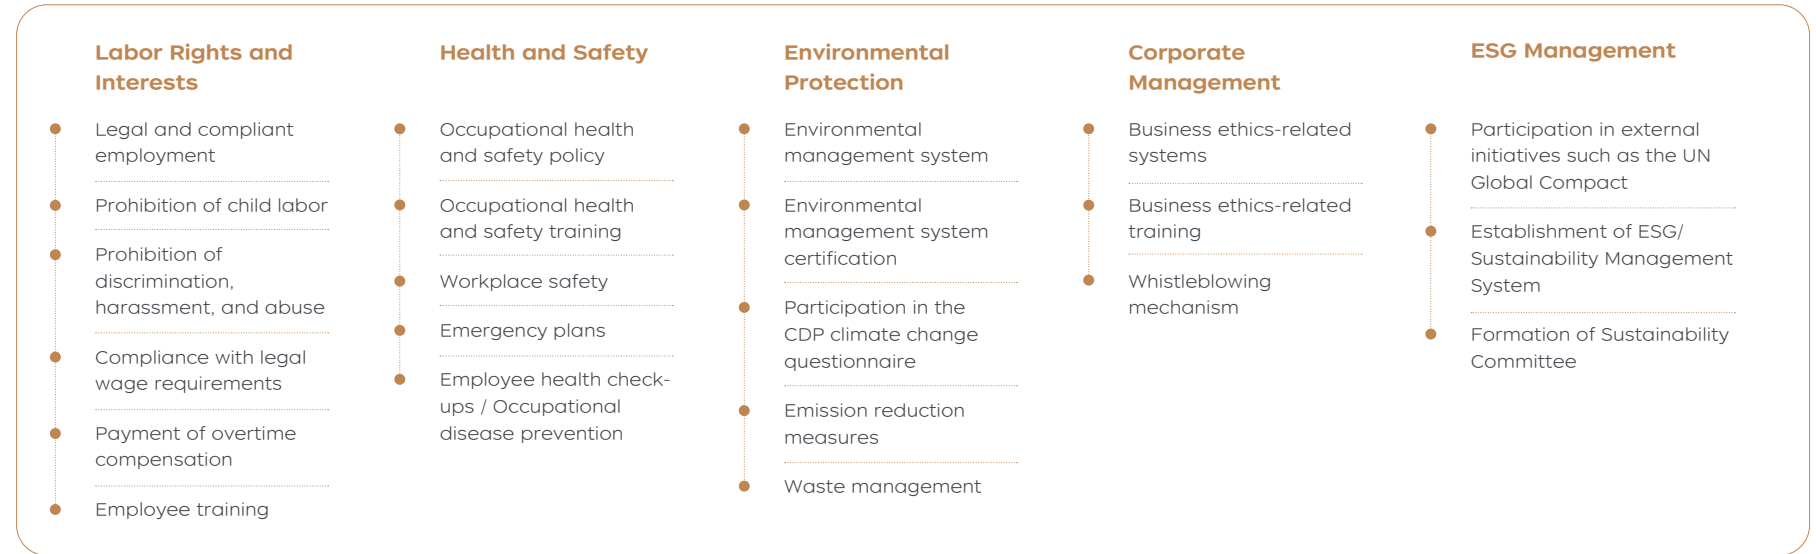 Labor Rights and
Interests
Legal and compliant
employment
Prohibition of child labor
Prohibition of
discrimination,
harassment, and abuse
Compliance with legal
wage requirements
Payment of overtime
compensation
Employee training
Health and Safety
Occupational health
and safety policy
Occupational health
and safety training
Workplace safety
Emergency plans
Employee health check-
ups / Occupational
disease prevention
Environmental
Protection
Environmental
management system
Environmental
management system
certification
Participation in the
CDP climate change
questionnaire
Emission reduction
measures
Waste management
Corporate
Management
Business ethics-related
systems
Business ethics-related
training
Whistleblowing
mechanism
ESG Management
Participation in external
initiatives such as the UN
Global Compact
Establishment of ESG/
Sustainability Management
System
Formation of Sustainability
Committee